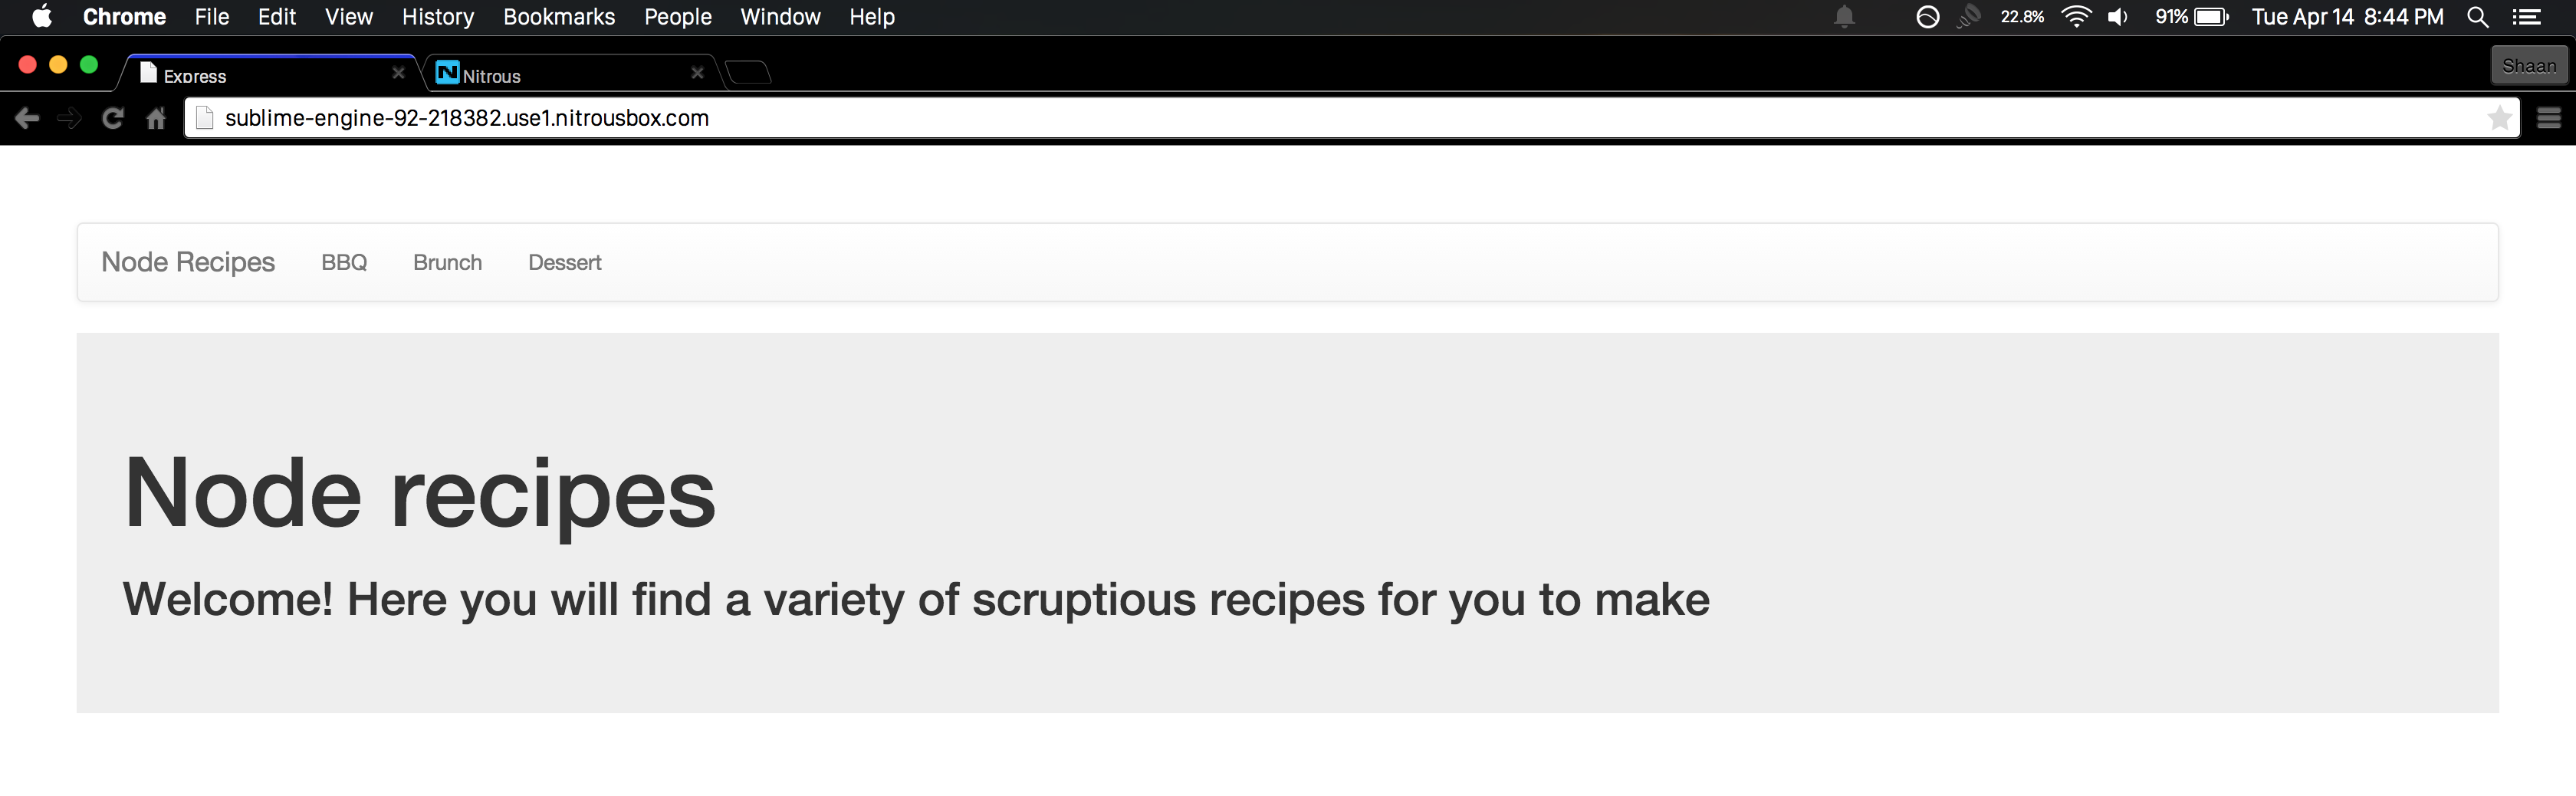 Chrome File Edit View History Bookmarks People Window Help 22.8% 91% Tue Apr 14 8:44 PM
Express Nitrous Shaan
sublime-engine-92-218382.use1.nitrousbox.com
Node Recipes BBQ Brunch Dessert
Node recipes
Welcome! Here you will find a variety of scruptious recipes for you to make